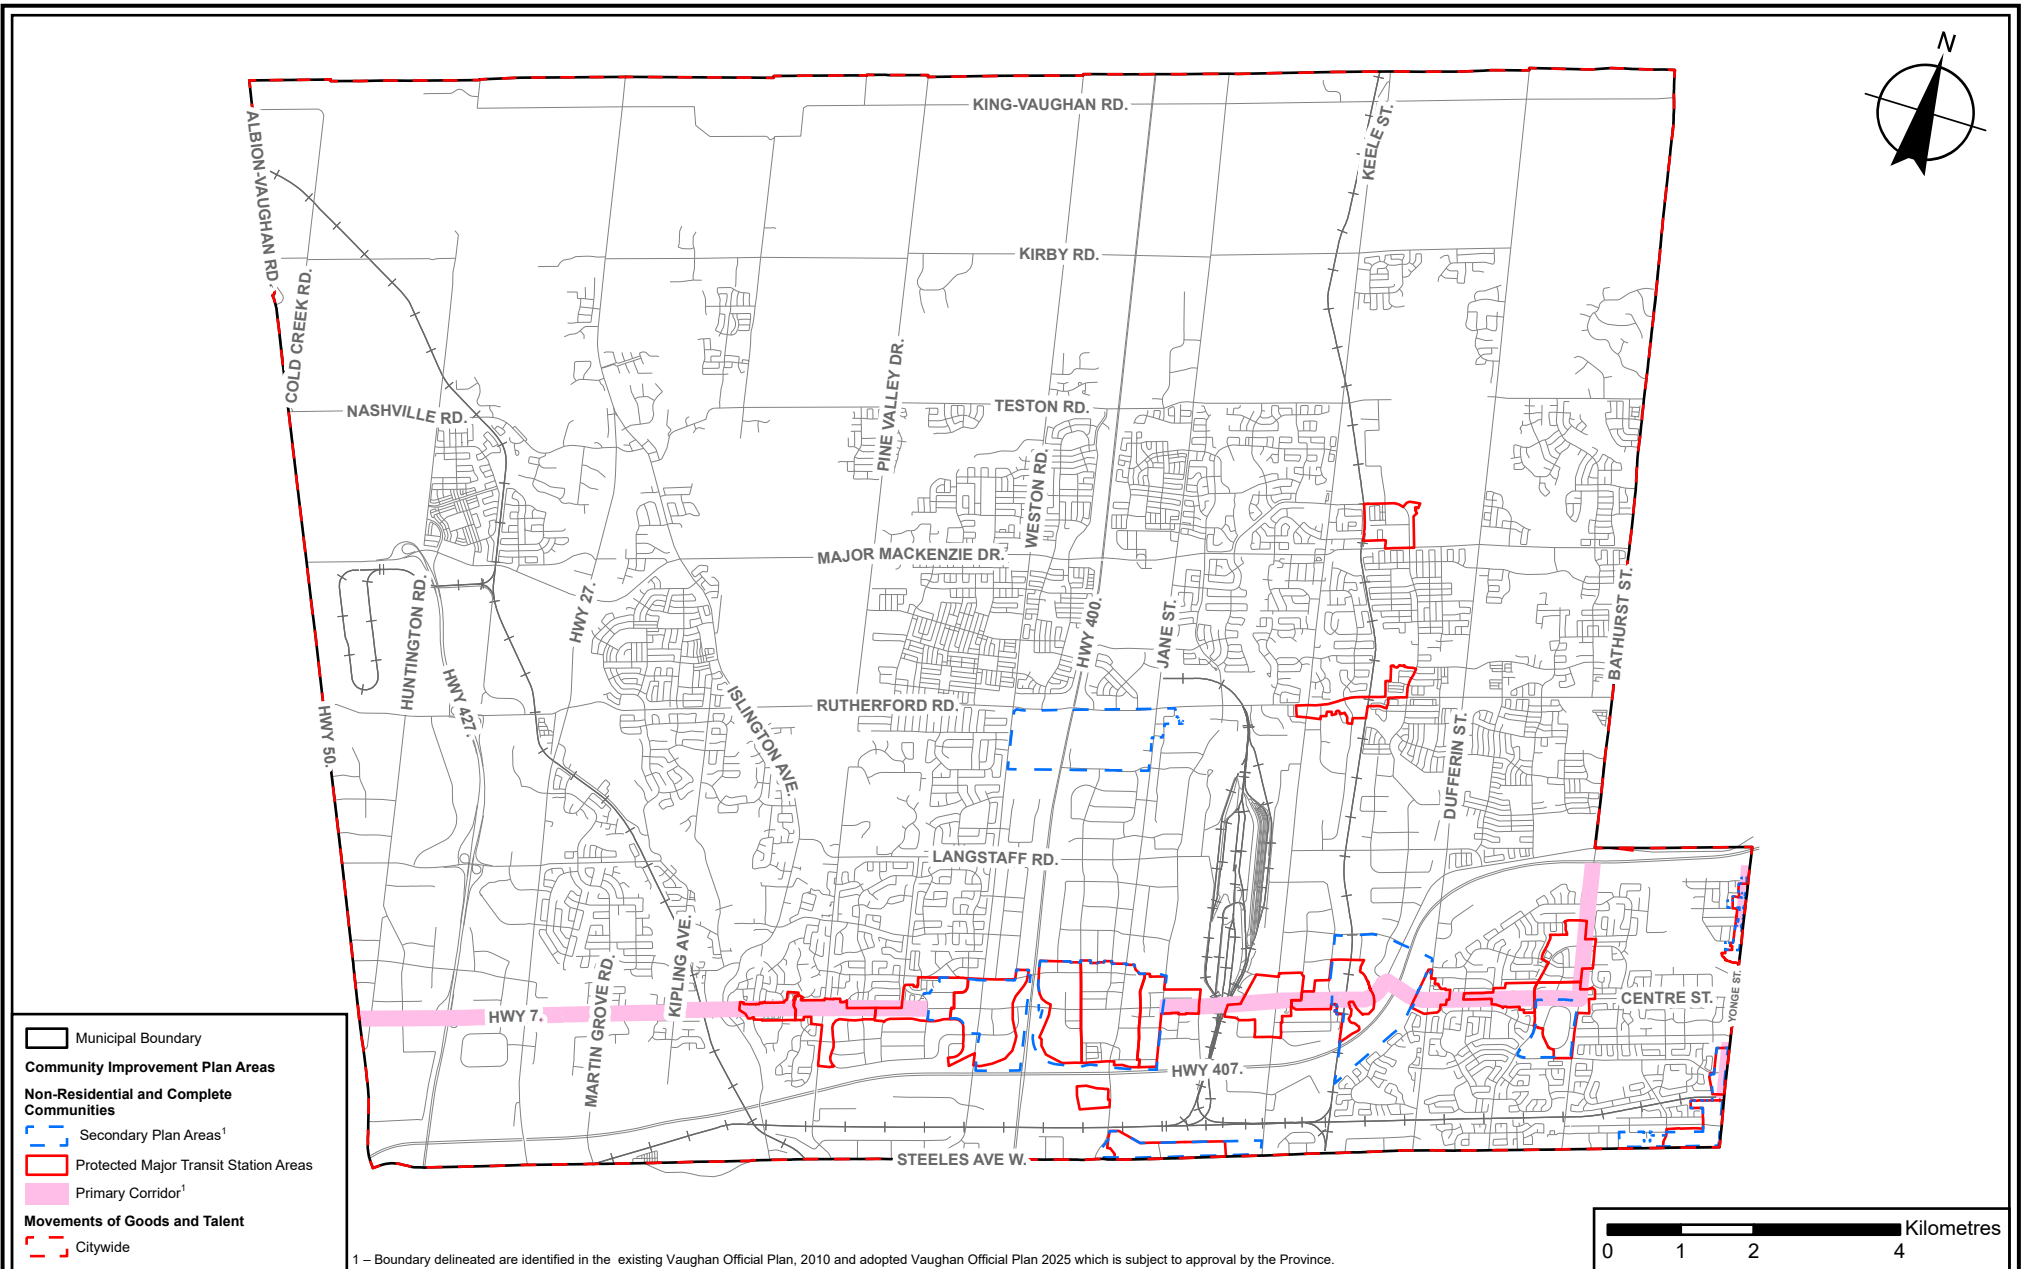 N
KING-VAUGHAN RD.
KEELE ST.
ALBION-VAUGHAN RD.
KIRBY RD.
COLD CREEK RD.
PINE VALLEY DR.
NASHVILLE RD.
TESTON RD.
WESTON RD.
MAJOR MACKENZIE DR.
HUNTINGTON RD.
HWY 27.
HWY 400.
JANE ST.
BATHURST ST.
HWY 427.
ISLINGTON AVE.
RUTHERFORD RD.
HWY 50.
DUFFERIN ST.
LANGSTAFF RD.
KIPLING AVE.
MARTIN GROVE RD.
HWY 7.
CENTRE ST.
YONGE ST.
HWY 407.
STEELES AVE W.
Municipal Boundary
Community Improvement Plan Areas
Non-Residential and Complete
Communities
Secondary Plan Areas1
Protected Major Transit Station Areas
Primary Corridor1
Movements of Goods and Talent
Citywide
1 – Boundary delineated are identified in the existing Vaughan Official Plan, 2010 and adopted Vaughan Official Plan 2025 which is subject to approval by the Province.
Kilometres
0 1 2 4